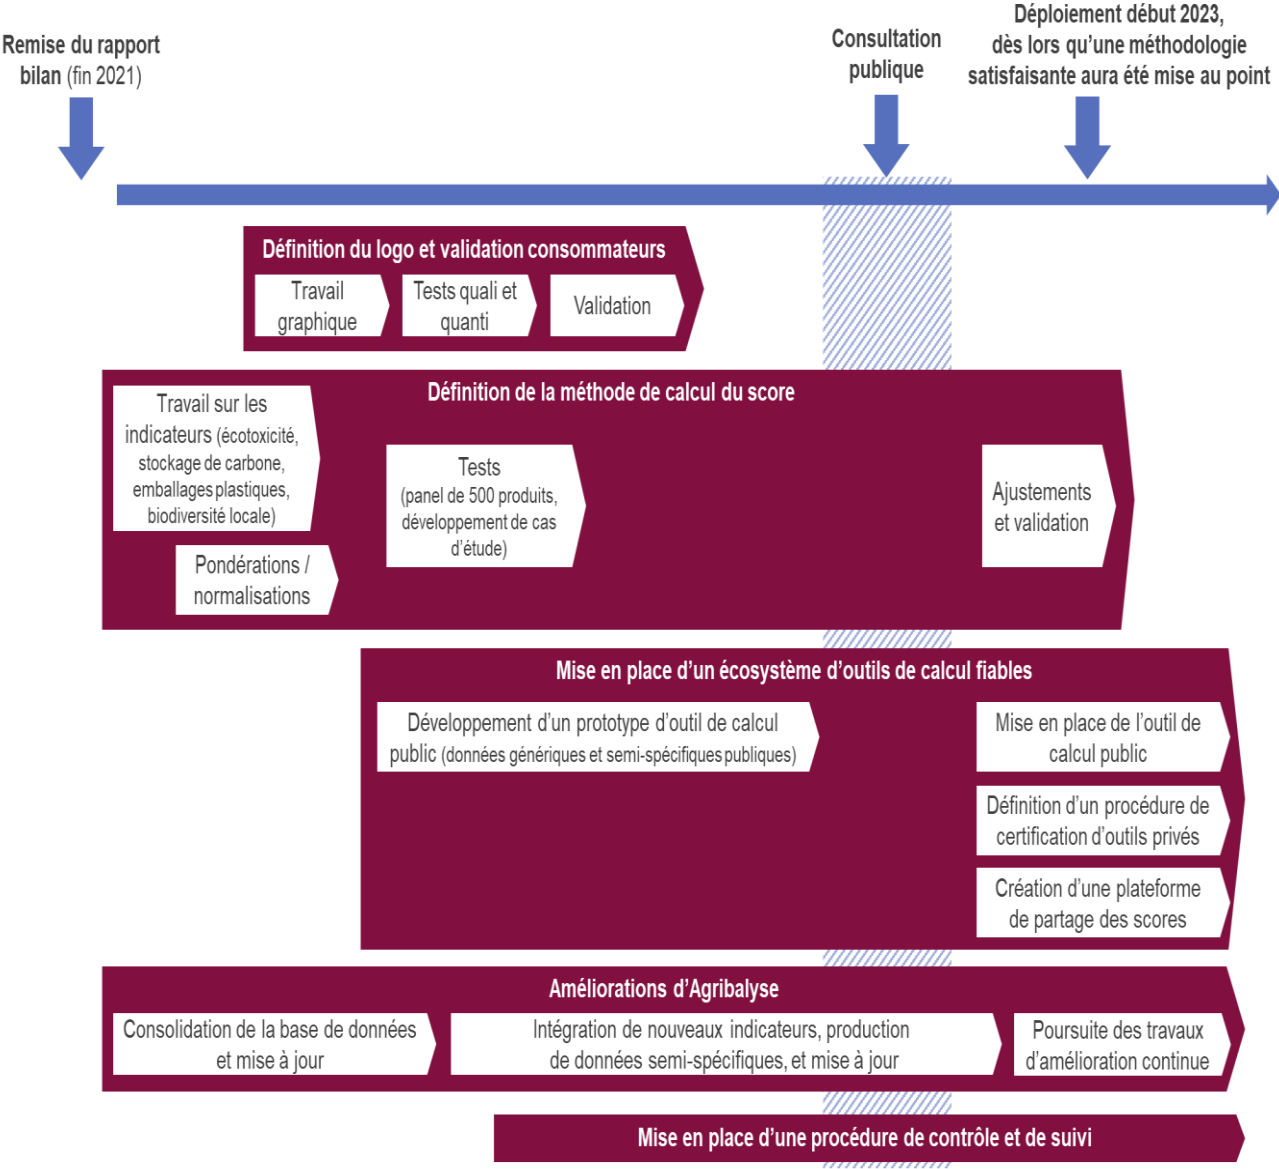 Remise du rapport
bilan (fin 2021)
Consultation
publique
Déploiement début 2023,
dès lors qu’une méthodologie
satisfaisante aura été mise au point
Définition du logo et validation consommateurs
Travail
graphique
Tests quali et
quanti
Validation
Définition de la méthode de calcul du score
Travail sur les
indicateurs (écotoxicité,
stockage de carbone,
emballages plastiques,
biodiversité locale)
Pondérations /
normalisations
Tests
(panel de 500 produits,
développement de cas
d’étude)
Ajustements
et validation
Mise en place d’un écosystème d’outils de calcul fiables
Développement d’un prototype d’outil de calcul
public (données génériques et semi-spécifiques publiques)
Mise en place de l’outil de
calcul public
Définition d’un procédure de
certification d’outils privés
Création d’une plateforme
de partage des scores
Améliorations d’Agribalyse
Consolidation de la base de données
et mise à jour
Intégration de nouveaux indicateurs, production
de données semi-spécifiques, et mise à jour
Poursuite des travaux
d’amélioration continue
Mise en place d’une procédure de contrôle et de suivi